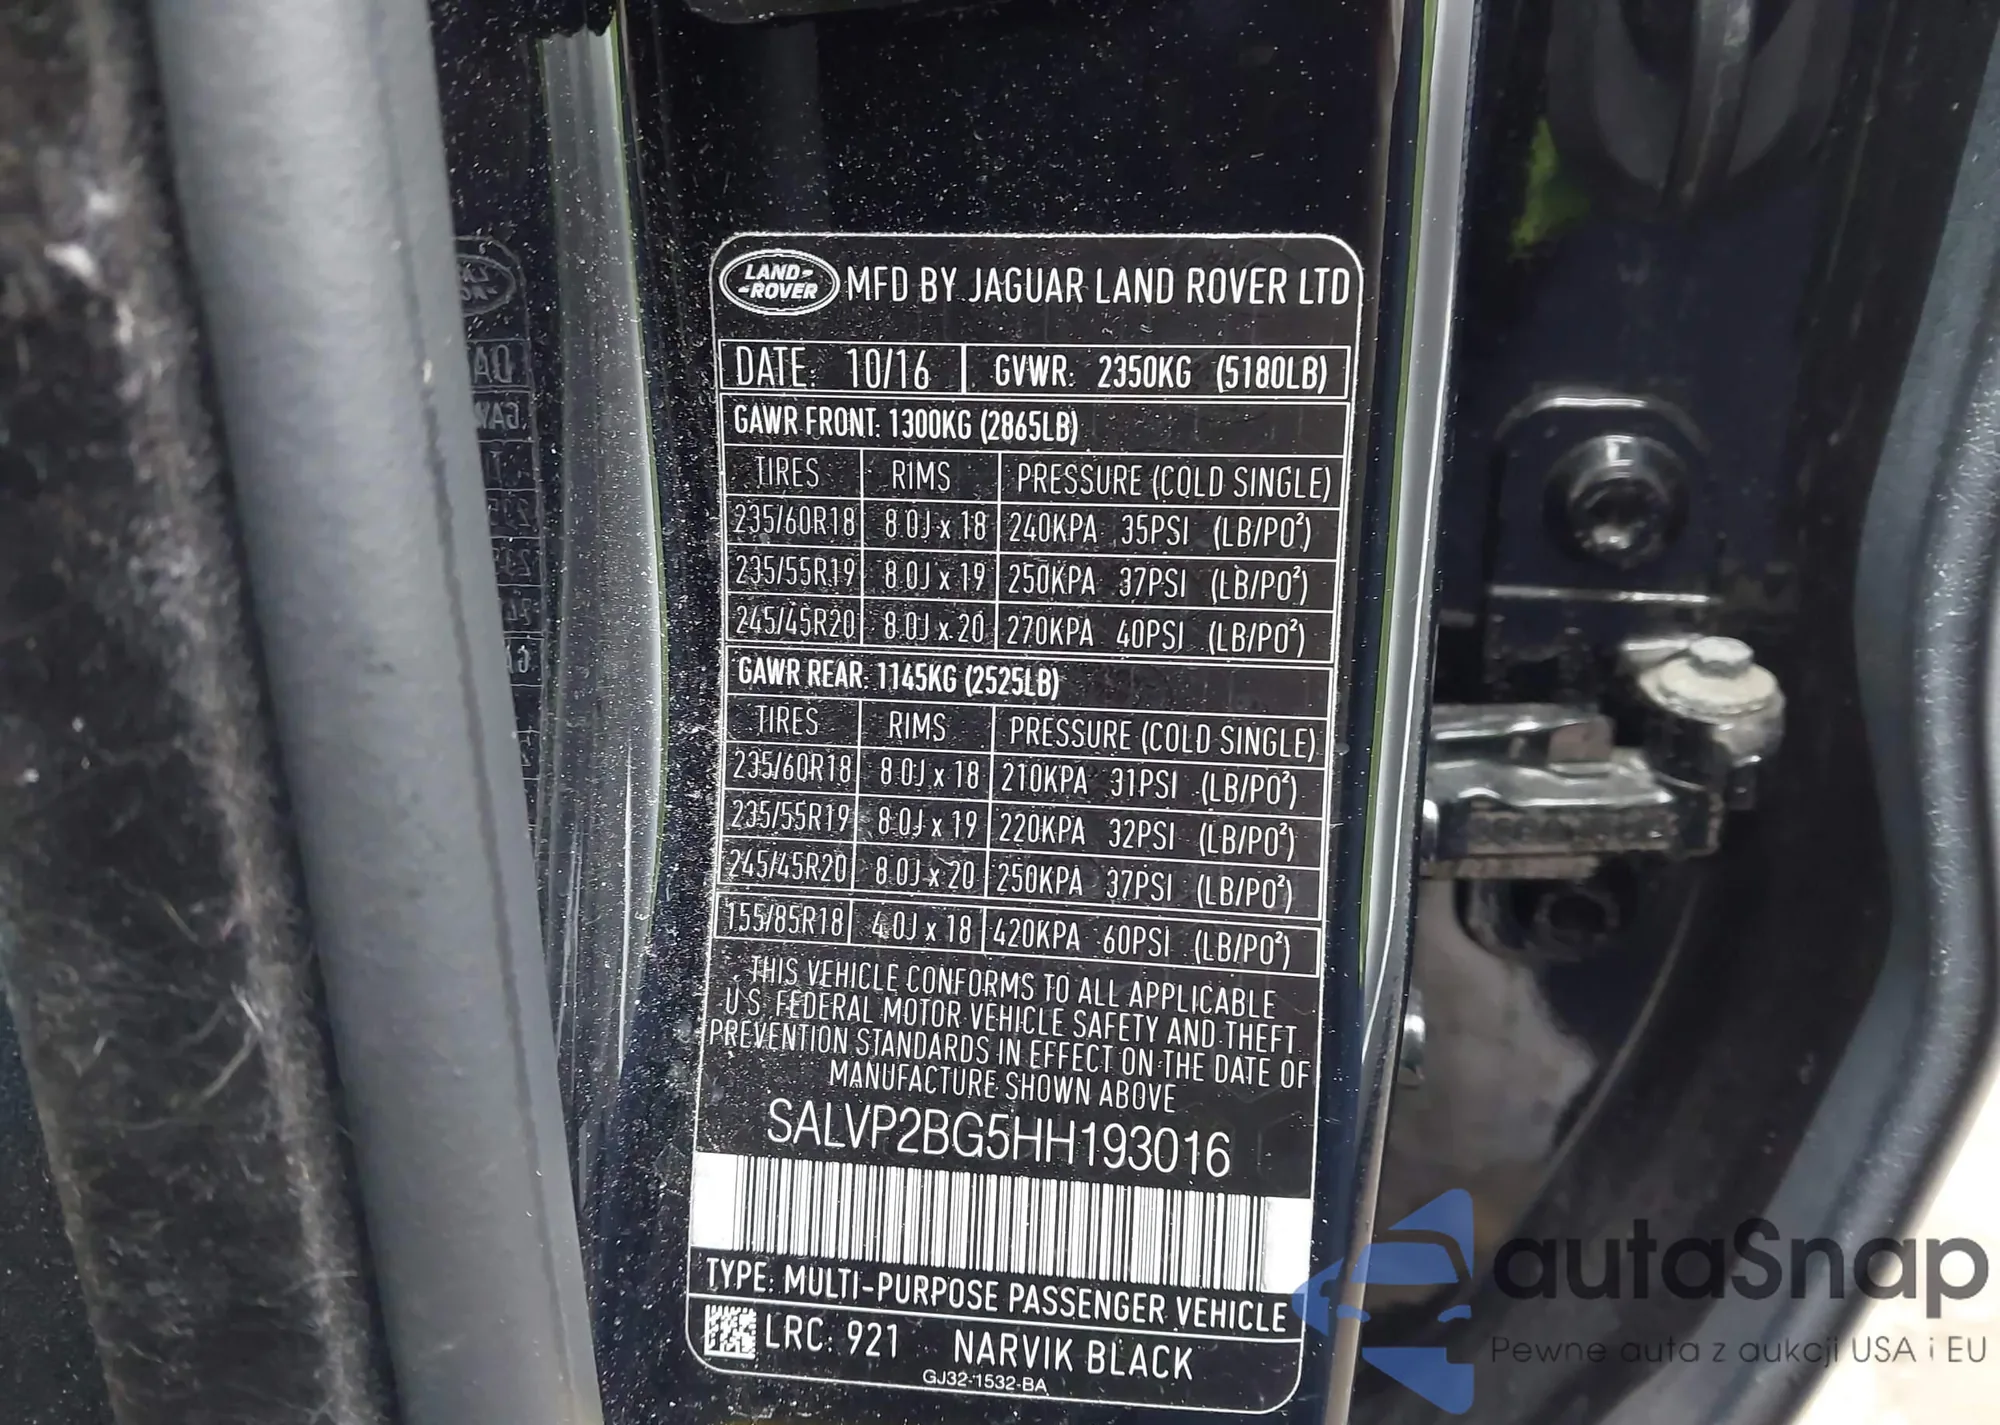 LAND-
-ROVER
MFD BY JAGUAR LAND ROVER LTD
DATE: 10/16 GVWR: 2350KG (5180LB)
GAWR FRONT: 1300KG (2865LB)
TIRES RIMS PRESSURE (COLD SINGLE)
235/60R18 8.0J x 18 240KPA 35PSI (LB/PO²)
235/55R19 8.0J x 19 250KPA 37PSI (LB/PO²)
245/45R20 8.0J x 20 270KPA 40PSI (LB/PO²)
GAWR REAR: 1145KG (2525LB)
TIRES RIMS PRESSURE (COLD SINGLE)
235/60R18 8.0J x 18 210KPA 31PSI (LB/PO²)
235/55R19 8.0J x 19 220KPA 32PSI (LB/PO²)
245/45R20 8.0J x 20 250KPA 37PSI (LB/PO²)
155/85R18 4.0J x 18 420KPA 60PSI (LB/PO²)
THIS VEHICLE CONFORMS TO ALL APPLICABLE
U.S. FEDERAL MOTOR VEHICLE SAFETY AND THEFT
PREVENTION STANDARDS IN EFFECT ON THE DATE OF
MANUFACTURE SHOWN ABOVE
SALVP2BG5HH193016
TYPE: MULTI-PURPOSE PASSENGER VEHICLE
LRC: 921 NARVIK BLACK
GJ32-1532-BA
autaSnap
Pewne auta z aukcji USA i EU